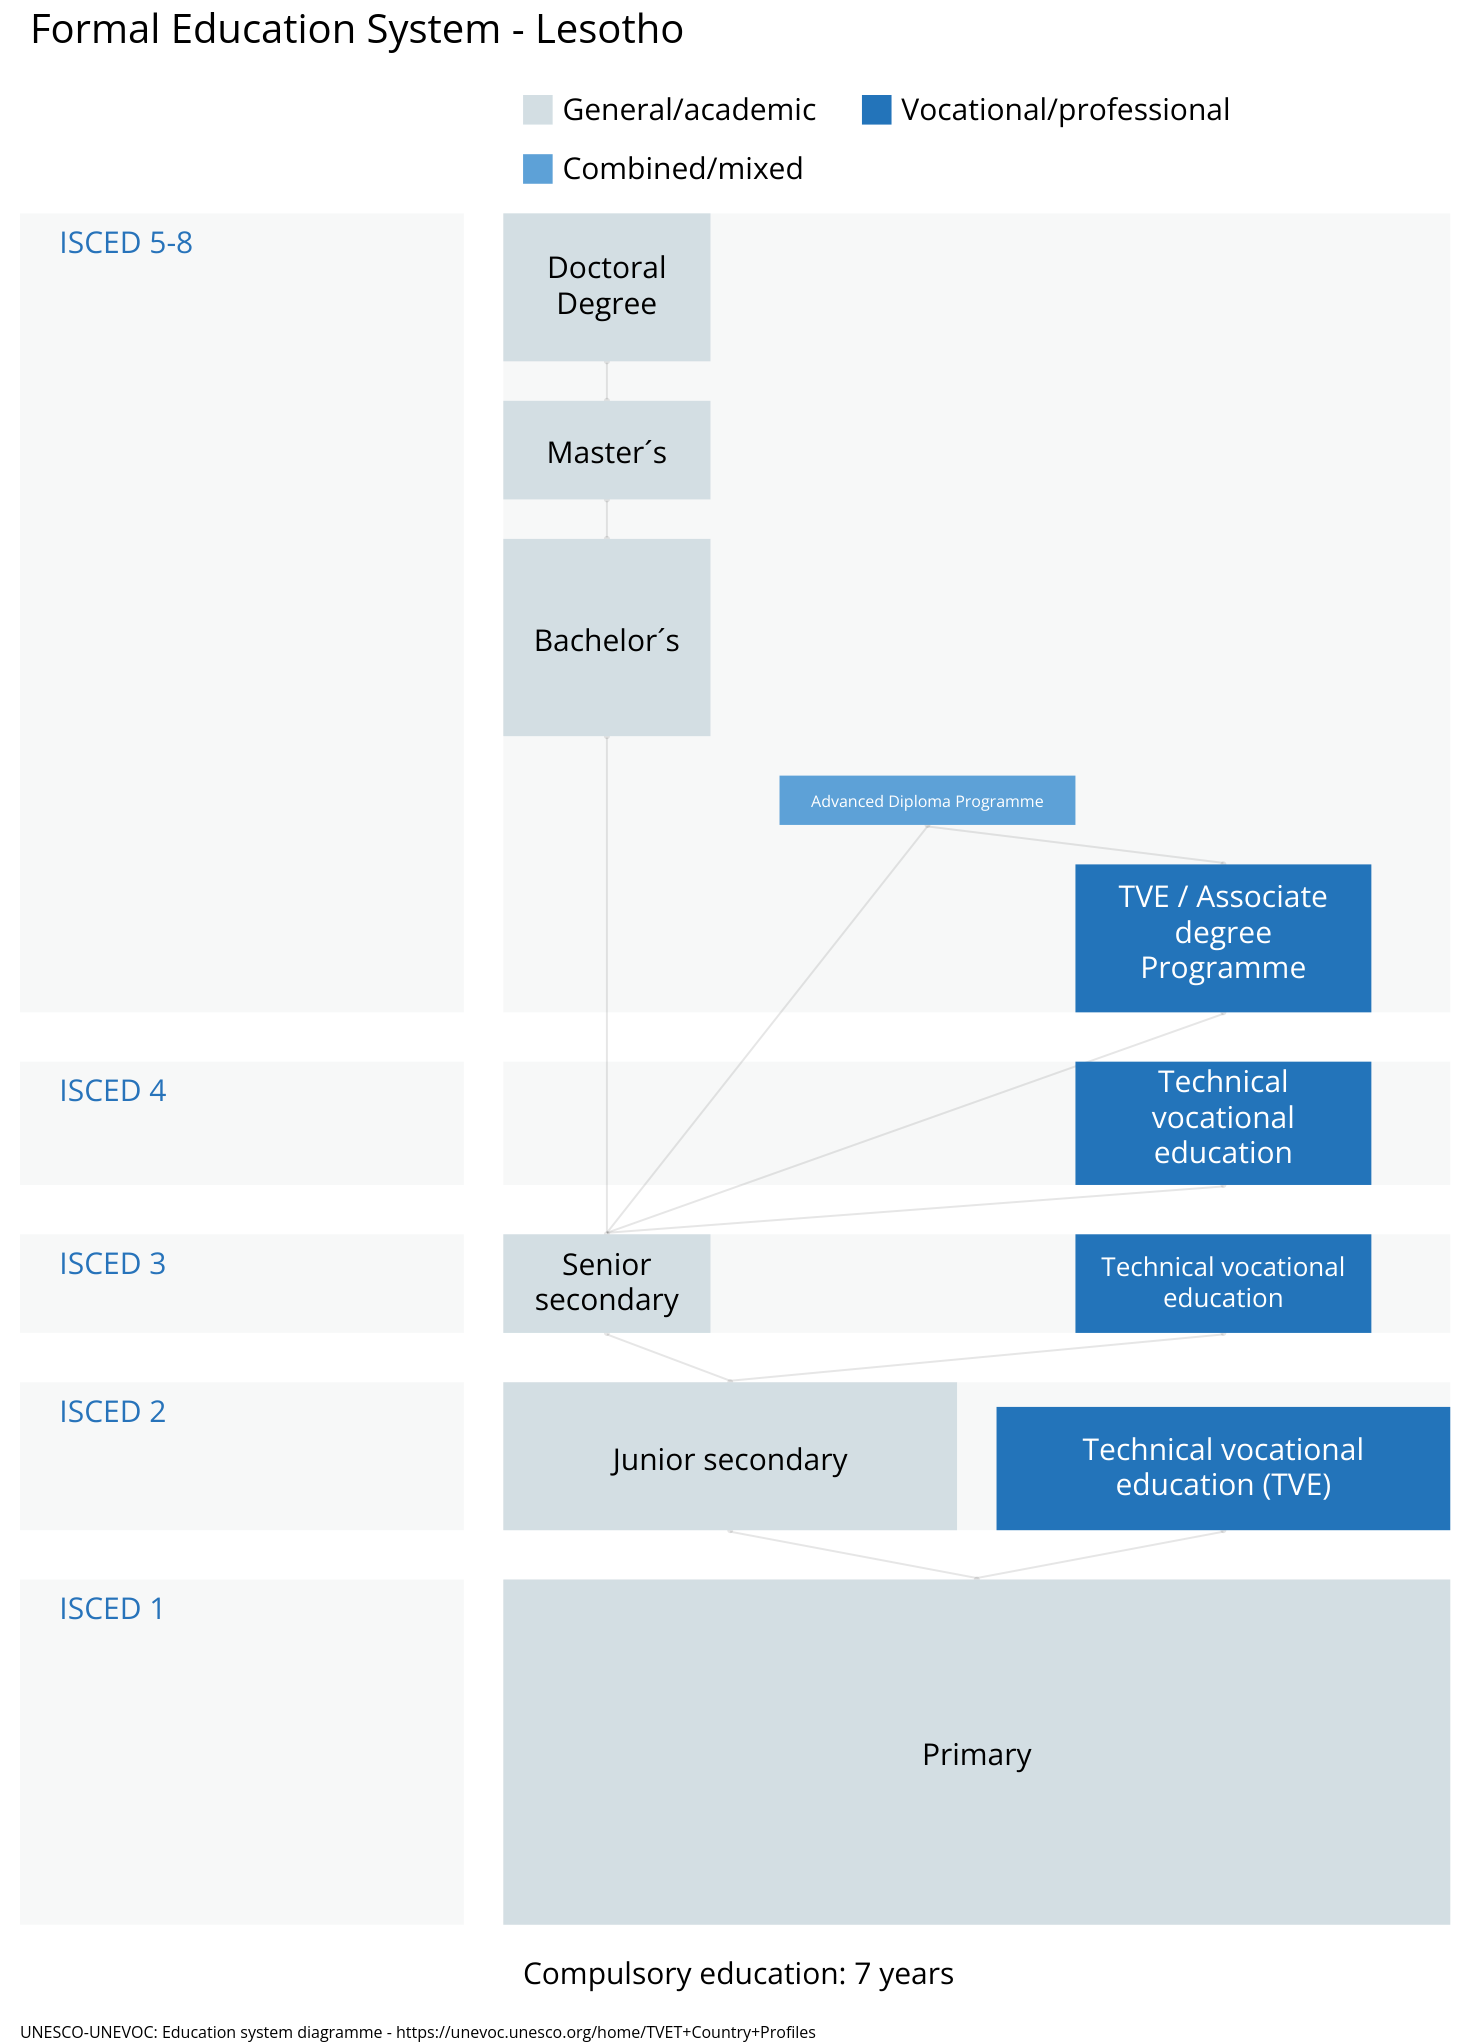 Formal Education System - Lesotho
General/academic
Vocational/professional
Combined/mixed
ISCED 5-8
Doctoral
Degree
Master´s
Bachelor´s
Advanced Diploma Programme
TVE / Associate
degree
Programme
ISCED 4
Technical
vocational
education
ISCED 3
Senior
secondary
Technical vocational
education
ISCED 2
Junior secondary
Technical vocational
education (TVE)
ISCED 1
Primary
Compulsory education: 7 years
UNESCO-UNEVOC: Education system diagramme - https://unevoc.unesco.org/home/TVET+Country+Profiles